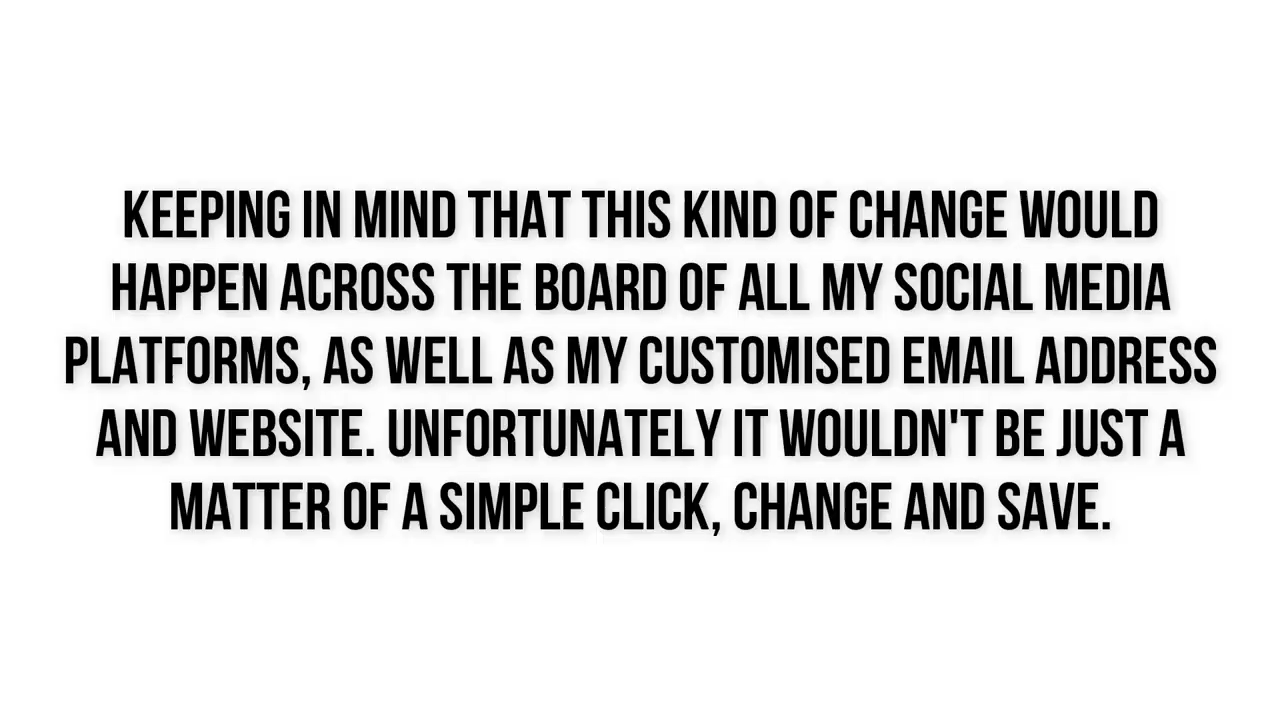 KEEPING IN MIND THAT THIS KIND OF CHANGE WOULD
HAPPEN ACROSS THE BOARD OF ALL MY SOCIAL MEDIA
PLATFORMS, AS WELL AS MY CUSTOMISED EMAIL ADDRESS
AND WEBSITE. UNFORTUNATELY IT WOULDN'T BE JUST A
MATTER OF A SIMPLE CLICK, CHANGE AND SAVE.